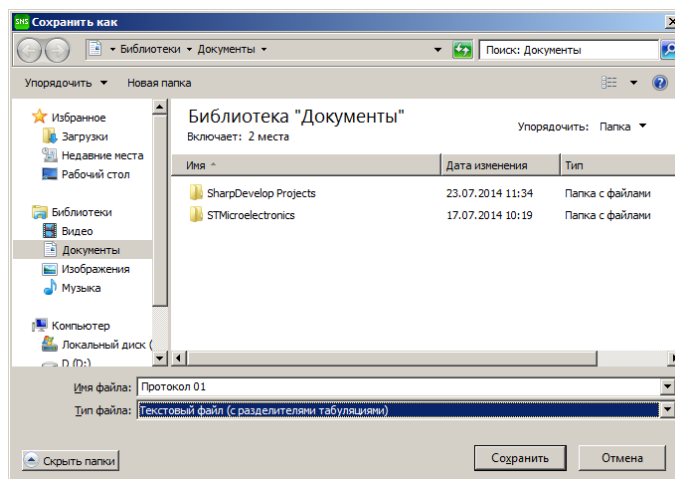 SNS Сохранить как
Библиотеки Документы
Поиск: Документы
Упорядочить Новая папка
Избранное
Загрузки
Недавние места
Рабочий стол
Библиотеки
Видео
Документы
Изображения
Музыка
Компьютер
Локальный диск (
D (D:)
Библиотека "Документы"
Включает: 2 места
Упорядочить: Папка
Имя Дата изменения Тип
SharpDevelop Projects 23.07.2014 11:34 Папка с файлами
STMicroelectronics 17.07.2014 10:19 Папка с файлами
Имя файла: Протокол 01
Тип файла: Текстовый файл (с разделителями табуляциями)
Скрыть папки
Сохранить Отмена